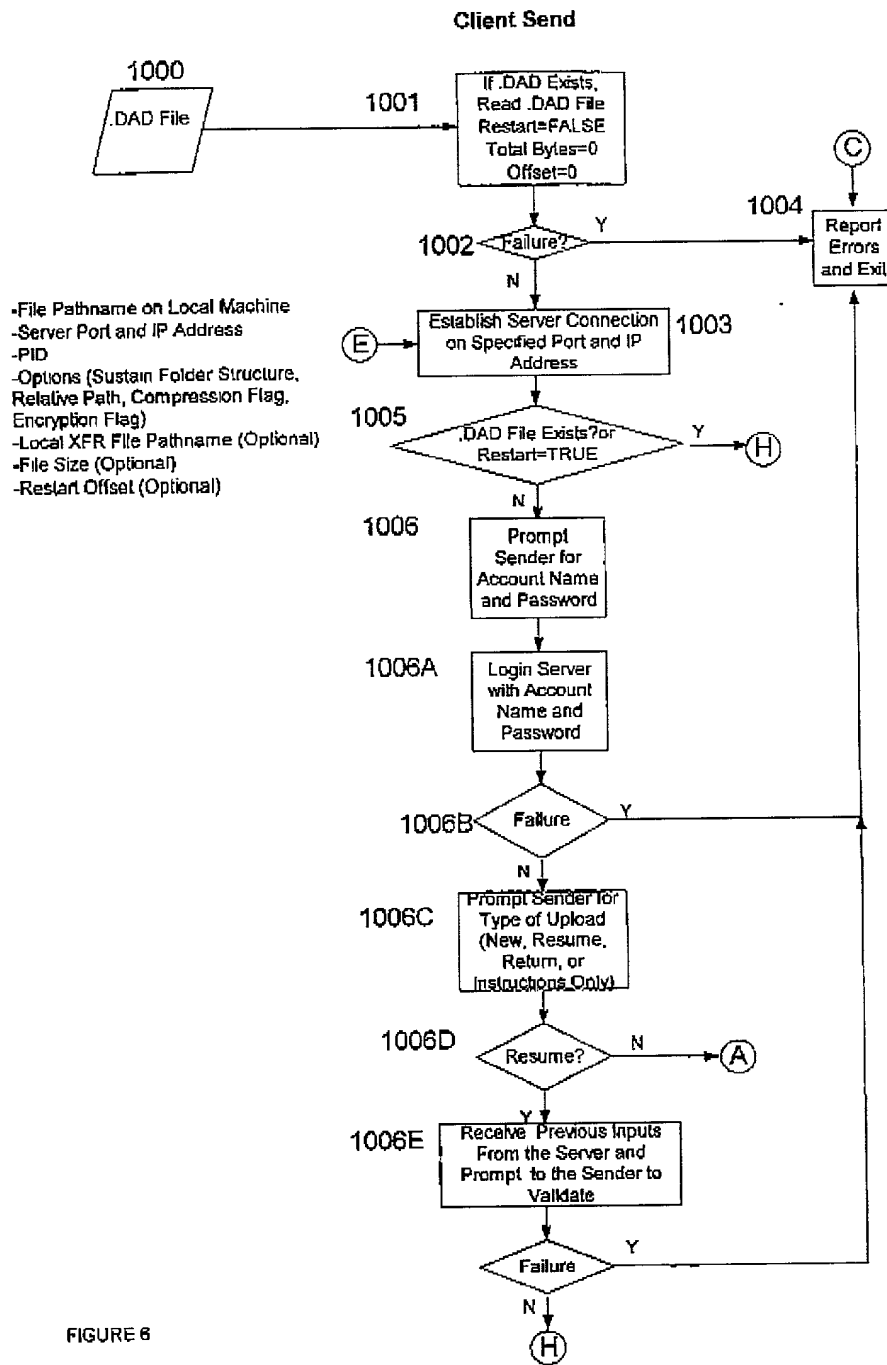 Client Send
1000
.DAD File
1001
If .DAD Exists,
Read .DAD File
Restart=FALSE
Total Bytes=0
Offset=0
C
1004
Report
Errors
and Exit
1002
Failure?
Y
N
-File Pathname on Local Machine
-Server Port and IP Address
-PID
-Options (Sustain Folder Structure,
Relative Path, Compression Flag,
Encryption Flag)
-Local XFR File Pathname (Optional)
-File Size (Optional)
-Restart Offset (Optional)
E
Establish Server Connection
on Specified Port and IP
Address
1003
1005
.DAD File Exists?or
Restart=TRUE
Y
H
N
1006
Prompt
Sender for
Account Name
and Password
1006A
Login Server
with Account
Name and
Password
1006B
Failure
Y
N
1006C
Prompt Sender for
Type of Upload
(New, Resume,
Return, or
Instructions Only)
1006D
Resume?
N
A
Y
1006E
Receive Previous Inputs
From the Server and
Prompt to the Sender to
Validate
Failure
Y
N
H
FIGURE 6